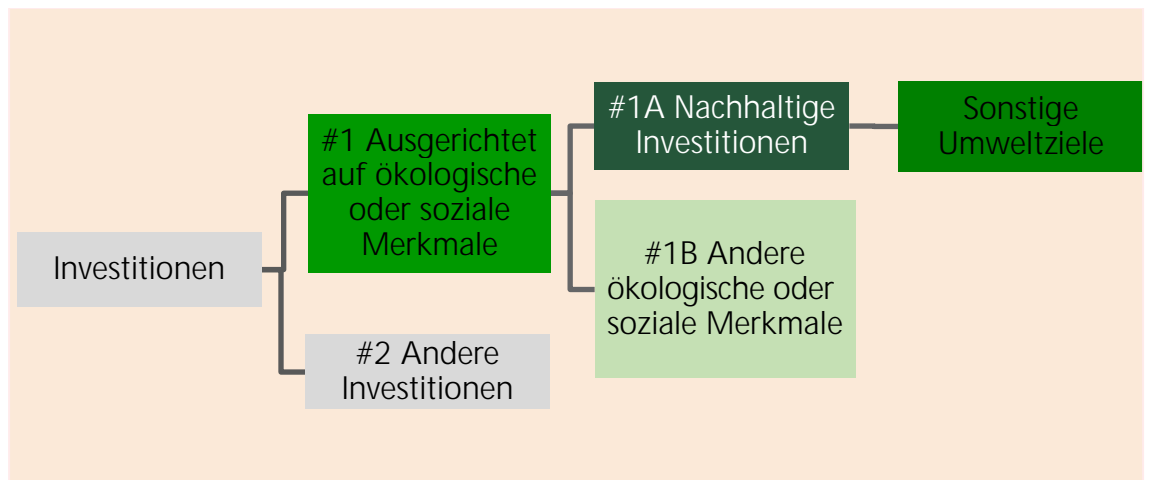 Investitionen
#1 Ausgerichtet
auf ökologische
oder soziale
Merkmale
#2 Andere
Investitionen
#1A Nachhaltige
Investitionen
#1B Andere
ökologische oder
soziale Merkmale
Sonstige
Umweltziele